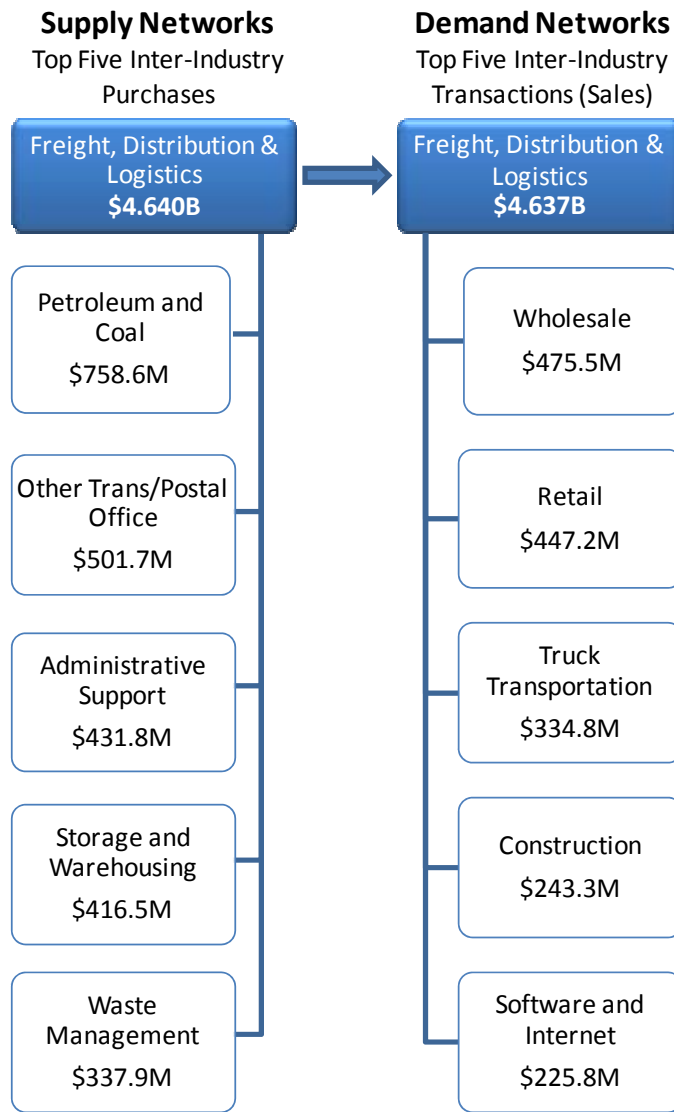 Supply Networks
Top Five Inter-Industry
Purchases
Freight, Distribution &
Logistics
$4.640B
Petroleum and
Coal
$758.6M
Other Trans/Postal
Office
$501.7M
Administrative
Support
$431.8M
Storage and
Warehousing
$416.5M
Waste
Management
$337.9M
Demand Networks
Top Five Inter-Industry
Transactions (Sales)
Freight, Distribution &
Logistics
$4.637B
Wholesale
$475.5M
Retail
$447.2M
Truck
Transportation
$334.8M
Construction
$243.3M
Software and
Internet
$225.8M